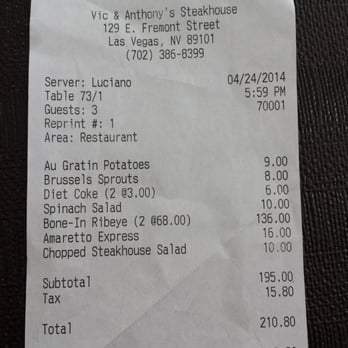 Vic & Anthony's Steakhouse
129 E. Fremont Street
Las Vegas, NV 89101
(702) 386-8399
Server: Luciano 04/24/2014
Table 73/1 5:59 PM
Guests: 3 70001
Reprint #: 1
Area: Restaurant
Au Gratin Potatoes 9.00
Brussels Sprouts 8.00
Diet Coke (2 @3.00) 6.00
Spinach Salad 10.00
Bone-In Ribeye (2 @68.00) 136.00
Amaretto Express 16.00
Chopped Steakhouse Salad 10.00
Subtotal 195.00
Tax 15.80
Total 210.80